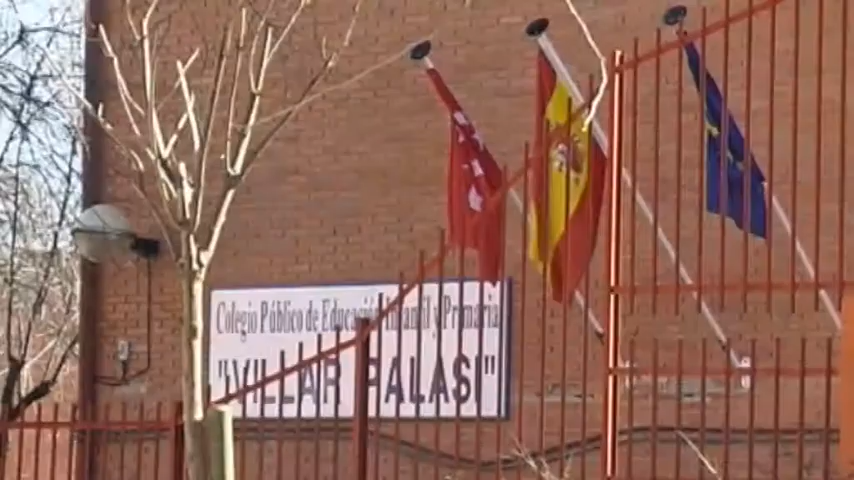 Colegio Público de Educación Infantil y Primaria
"VILLAR PALASI"